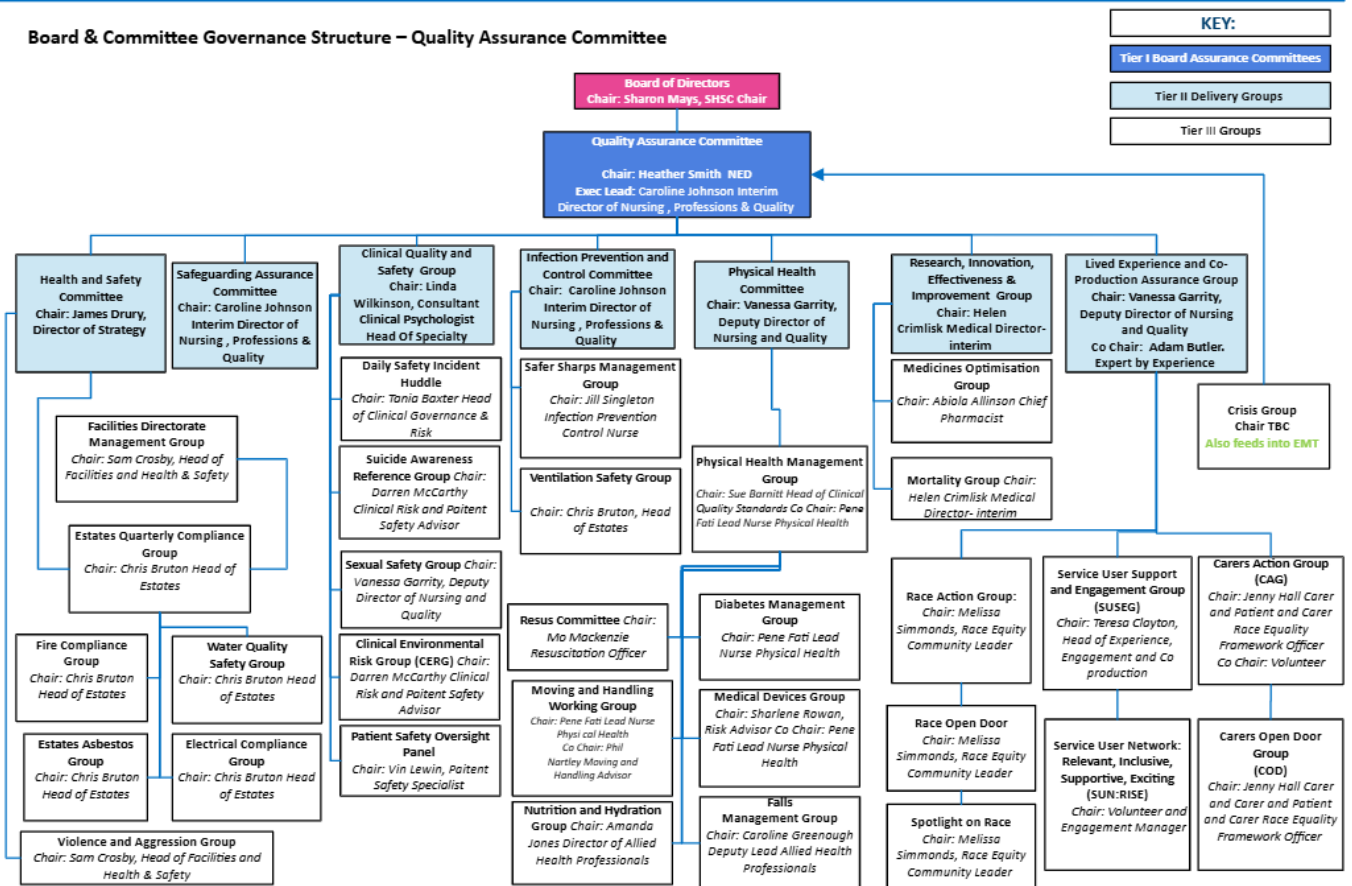 Board & Committee Governance Structure – Quality Assurance Committee
KEY:
Tier I Board Assurance Committees
Tier II Delivery Groups
Tier III Groups
Board of Directors
Chair: Sharon Mays, SHSC Chair
Quality Assurance Committee
Chair: Heather Smith NED
Exec Lead: Caroline Johnson Interim
Director of Nursing , Professions & Quality
Health and Safety
Committee
Chair: James Drury,
Director of Strategy
Safeguarding Assurance
Committee
Chair: Caroline Johnson
Interim Director of
Nursing , Professions &
Quality
Clinical Quality and
Safety Group
Chair: Linda
Wilkinson, Consultant
Clinical Psychologist
Head Of Specialty
Infection Prevention and
Control Committee
Chair: Caroline Johnson
Interim Director of
Nursing , Professions &
Quality
Physical Health
Committee
Chair: Vanessa Garrity,
Deputy Director of
Nursing and Quality
Research, Innovation,
Effectiveness &
Improvement Group
Chair: Helen
Crimlisk Medical Director-
interim
Lived Experience and Co-
Production Assurance Group
Chair: Vanessa Garrity,
Deputy Director of Nursing
and Quality
Co Chair: Adam Butler.
Expert by Experience
Crisis Group
Chair TBC
Also feeds into EMT
Facilities Directorate
Management Group
Chair: Sam Crosby, Head of
Facilities and Health & Safety
Estates Quarterly Compliance
Group
Chair: Chris Bruton Head of
Estates
Fire Compliance
Group
Chair: Chris Bruton
Head of Estates
Water Quality
Safety Group
Chair: Chris Bruton Head
of Estates
Estates Asbestos
Group
Chair: Chris Bruton
Head of Estates
Electrical Compliance
Group
Chair: Chris Bruton Head
of Estates
Violence and Aggression Group
Chair: Sam Crosby, Head of Facilities and
Health & Safety
Daily Safety Incident
Huddle
Chair: Tania Baxter Head
of Clinical Governance &
Risk
Suicide Awareness
Reference Group Chair:
Darren McCarthy
Clinical Risk and Paitent
Safety Advisor
Sexual Safety Group Chair:
Vanessa Garrity, Deputy
Director of Nursing and
Quality
Clinical Environmental
Risk Group (CERG) Chair:
Darren McCarthy Clinical
Risk and Paitent Safety
Advisor
Patient Safety Oversight
Panel
Chair: Vin Lewin, Paitent
Safety Specialist
Safer Sharps Management
Group
Chair: Jill Singleton
Infection Prevention
Control Nurse
Ventilation Safety Group
Chair: Chris Bruton, Head
of Estates
Physical Health Management
Group
Chair: Sue Barnitt Head of Clinical
Quality Standards Co Chair: Pene
Fati Lead Nurse Physical Health
Resus Committee Chair:
Mo Mackenzie
Resuscitation Officer
Moving and Handling
Working Group
Chair: Pene Fati Lead Nurse
Physi cal Health
Co Chair: Phil
Nartley Moving and
Handling Advisor
Nutrition and Hydration
Group Chair: Amanda
Jones Director of Allied
Health Professionals
Diabetes Management
Group
Chair: Pene Fati Lead
Nurse Physical Health
Medical Devices Group
Chair: Sharlene Rowan,
Risk Advisor Co Chair: Pene
Fati Lead Nurse Physical
Health
Falls
Management Group
Chair: Caroline Greenough
Deputy Lead Allied Health
Professionals
Medicines Optimisation
Group
Chair: Abiola Allinson Chief
Pharmacist
Mortality Group Chair:
Helen Crimlisk Medical
Director- interim
Race Action Group:
Chair: Melissa
Simmonds, Race Equity
Community Leader
Race Open Door
Chair: Melissa
Simmonds, Race Equity
Community Leader
Spotlight on Race
Chair: Melissa
Simmonds, Race Equity
Community Leader
Service User Support
and Engagement Group
(SUSEG)
Chair: Teresa Clayton,
Head of Experience,
Engagement and Co
production
Service User Network:
Relevant, Inclusive,
Supportive, Exciting
(SUN:RISE)
Chair: Volunteer and
Engagement Manager
Carers Action Group
(CAG)
Chair: Jenny Hall Carer
and Patient and Carer
Race Equality
Framework Officer
Co Chair: Volunteer
Carers Open Door
Group
(COD)
Chair: Jenny Hall Carer
and Carer and Patient
and Carer Race Equality
Framework Officer